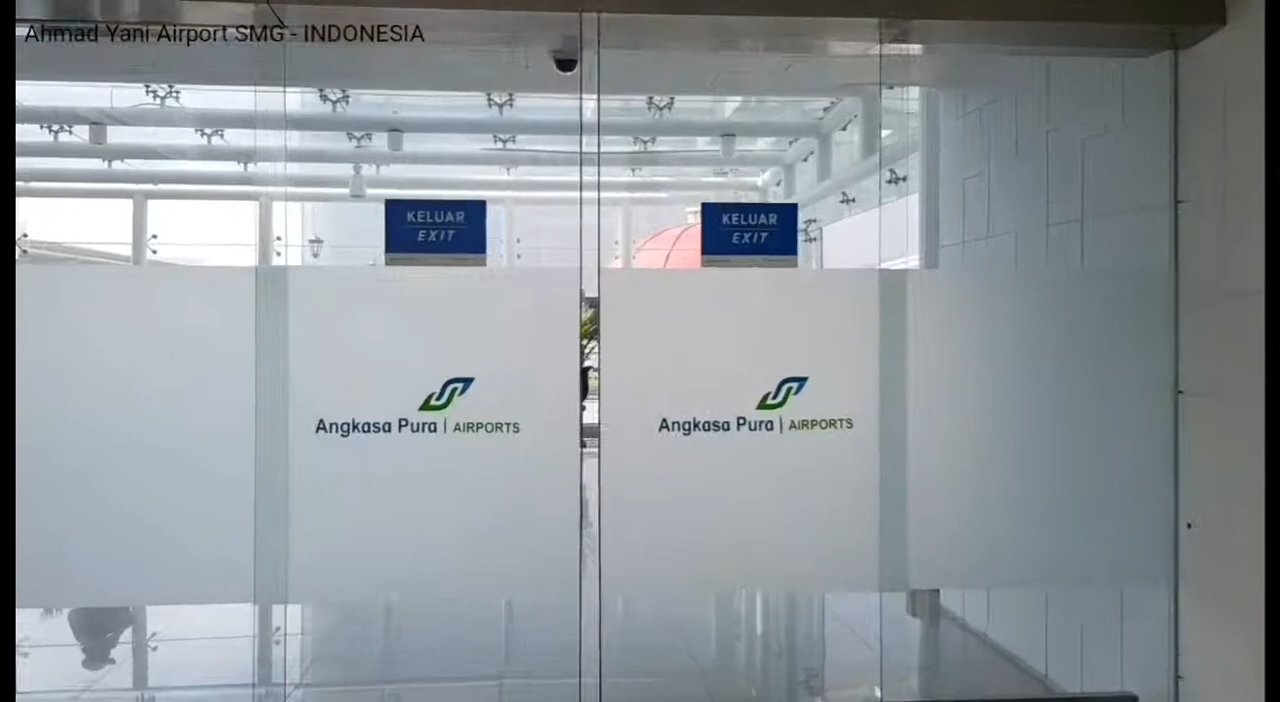 Ahmad Yani Airport SMG - INDONESIA
KELUAR
EXIT
KELUAR
EXIT
Angkasa Pura | AIRPORTS
Angkasa Pura | AIRPORTS